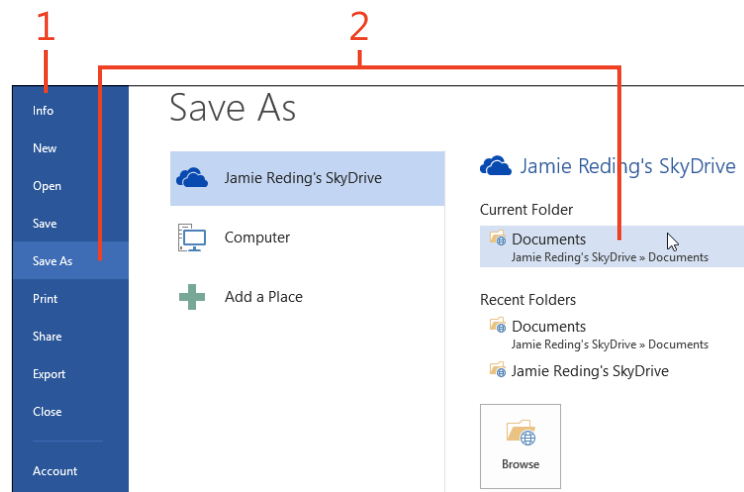 1
2
Info
New
Open
Save
Save As
Print
Share
Export
Close
Account
Save As
Jamie Reding's SkyDrive
Computer
Add a Place
Jamie Reding's SkyDrive
Current Folder
Documents
Jamie Reding's SkyDrive » Documents
Recent Folders
Documents
Jamie Reding's SkyDrive » Documents
Jamie Reding's SkyDrive
Browse